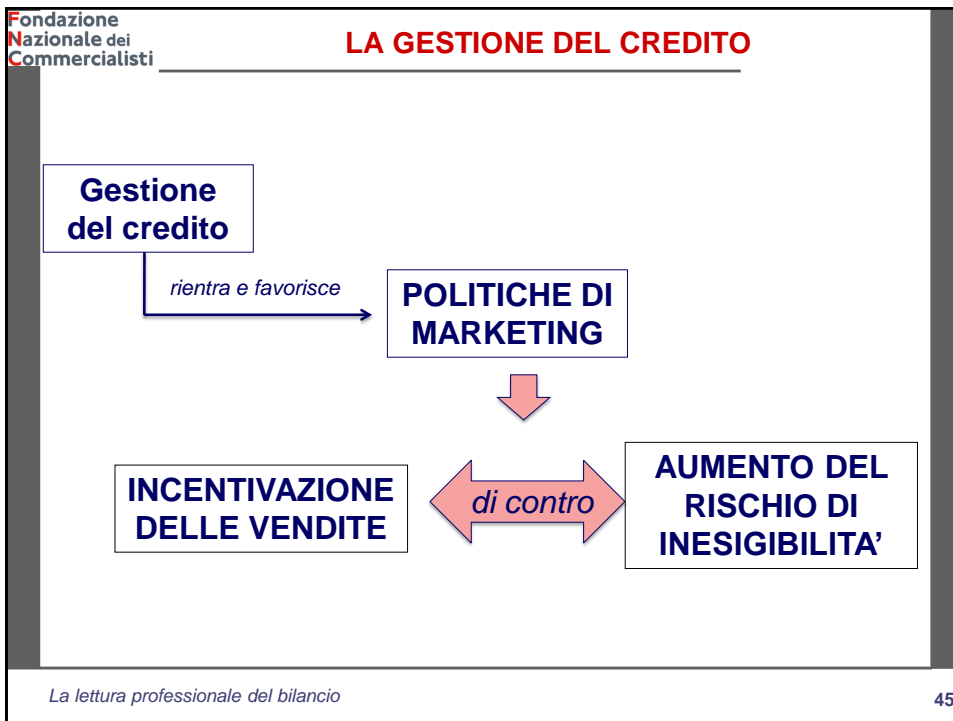 Fondazione
Nazionale dei
Commercialisti
LA GESTIONE DEL CREDITO
Gestione
del credito
rientra e favorisce
POLITICHE DI
MARKETING
INCENTIVAZIONE
DELLE VENDITE
di contro
AUMENTO DEL
RISCHIO DI
INESIGIBILITA’
La lettura professionale del bilancio
45